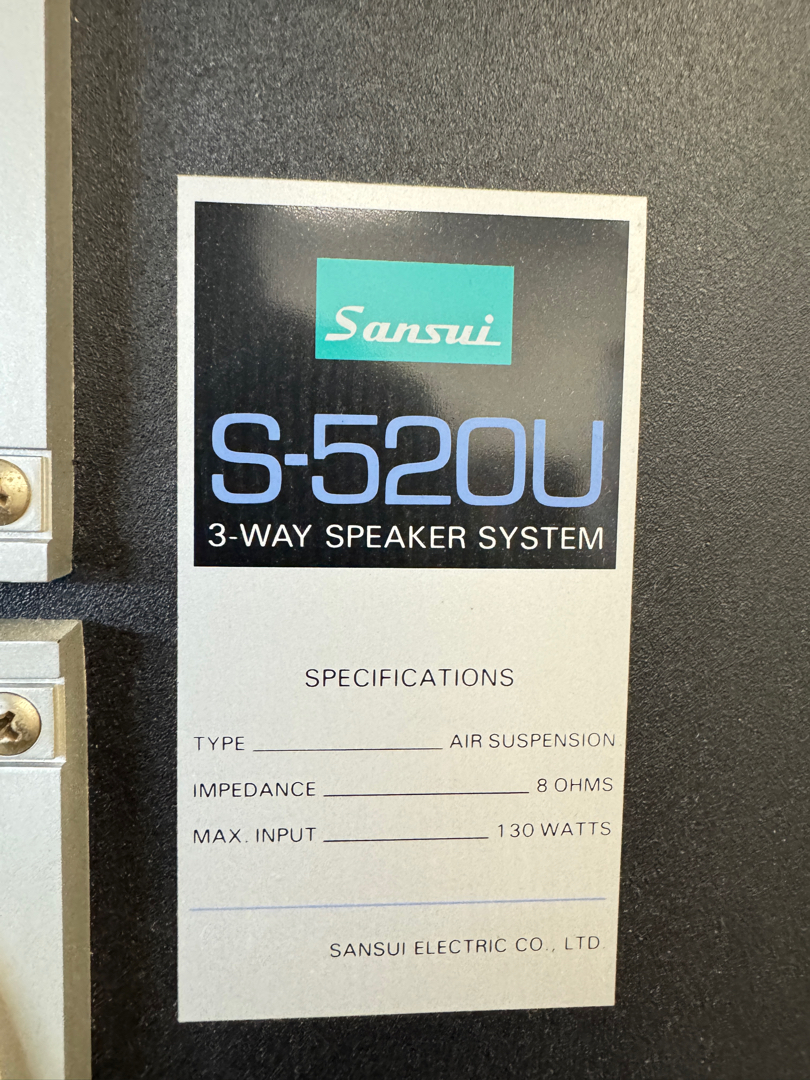 Sansui
S-520U
3-WAY SPEAKER SYSTEM
SPECIFICATIONS
TYPE AIR SUSPENSION
IMPEDANCE 8 OHMS
MAX. INPUT 130 WATTS
SANSUI ELECTRIC CO., LTD.